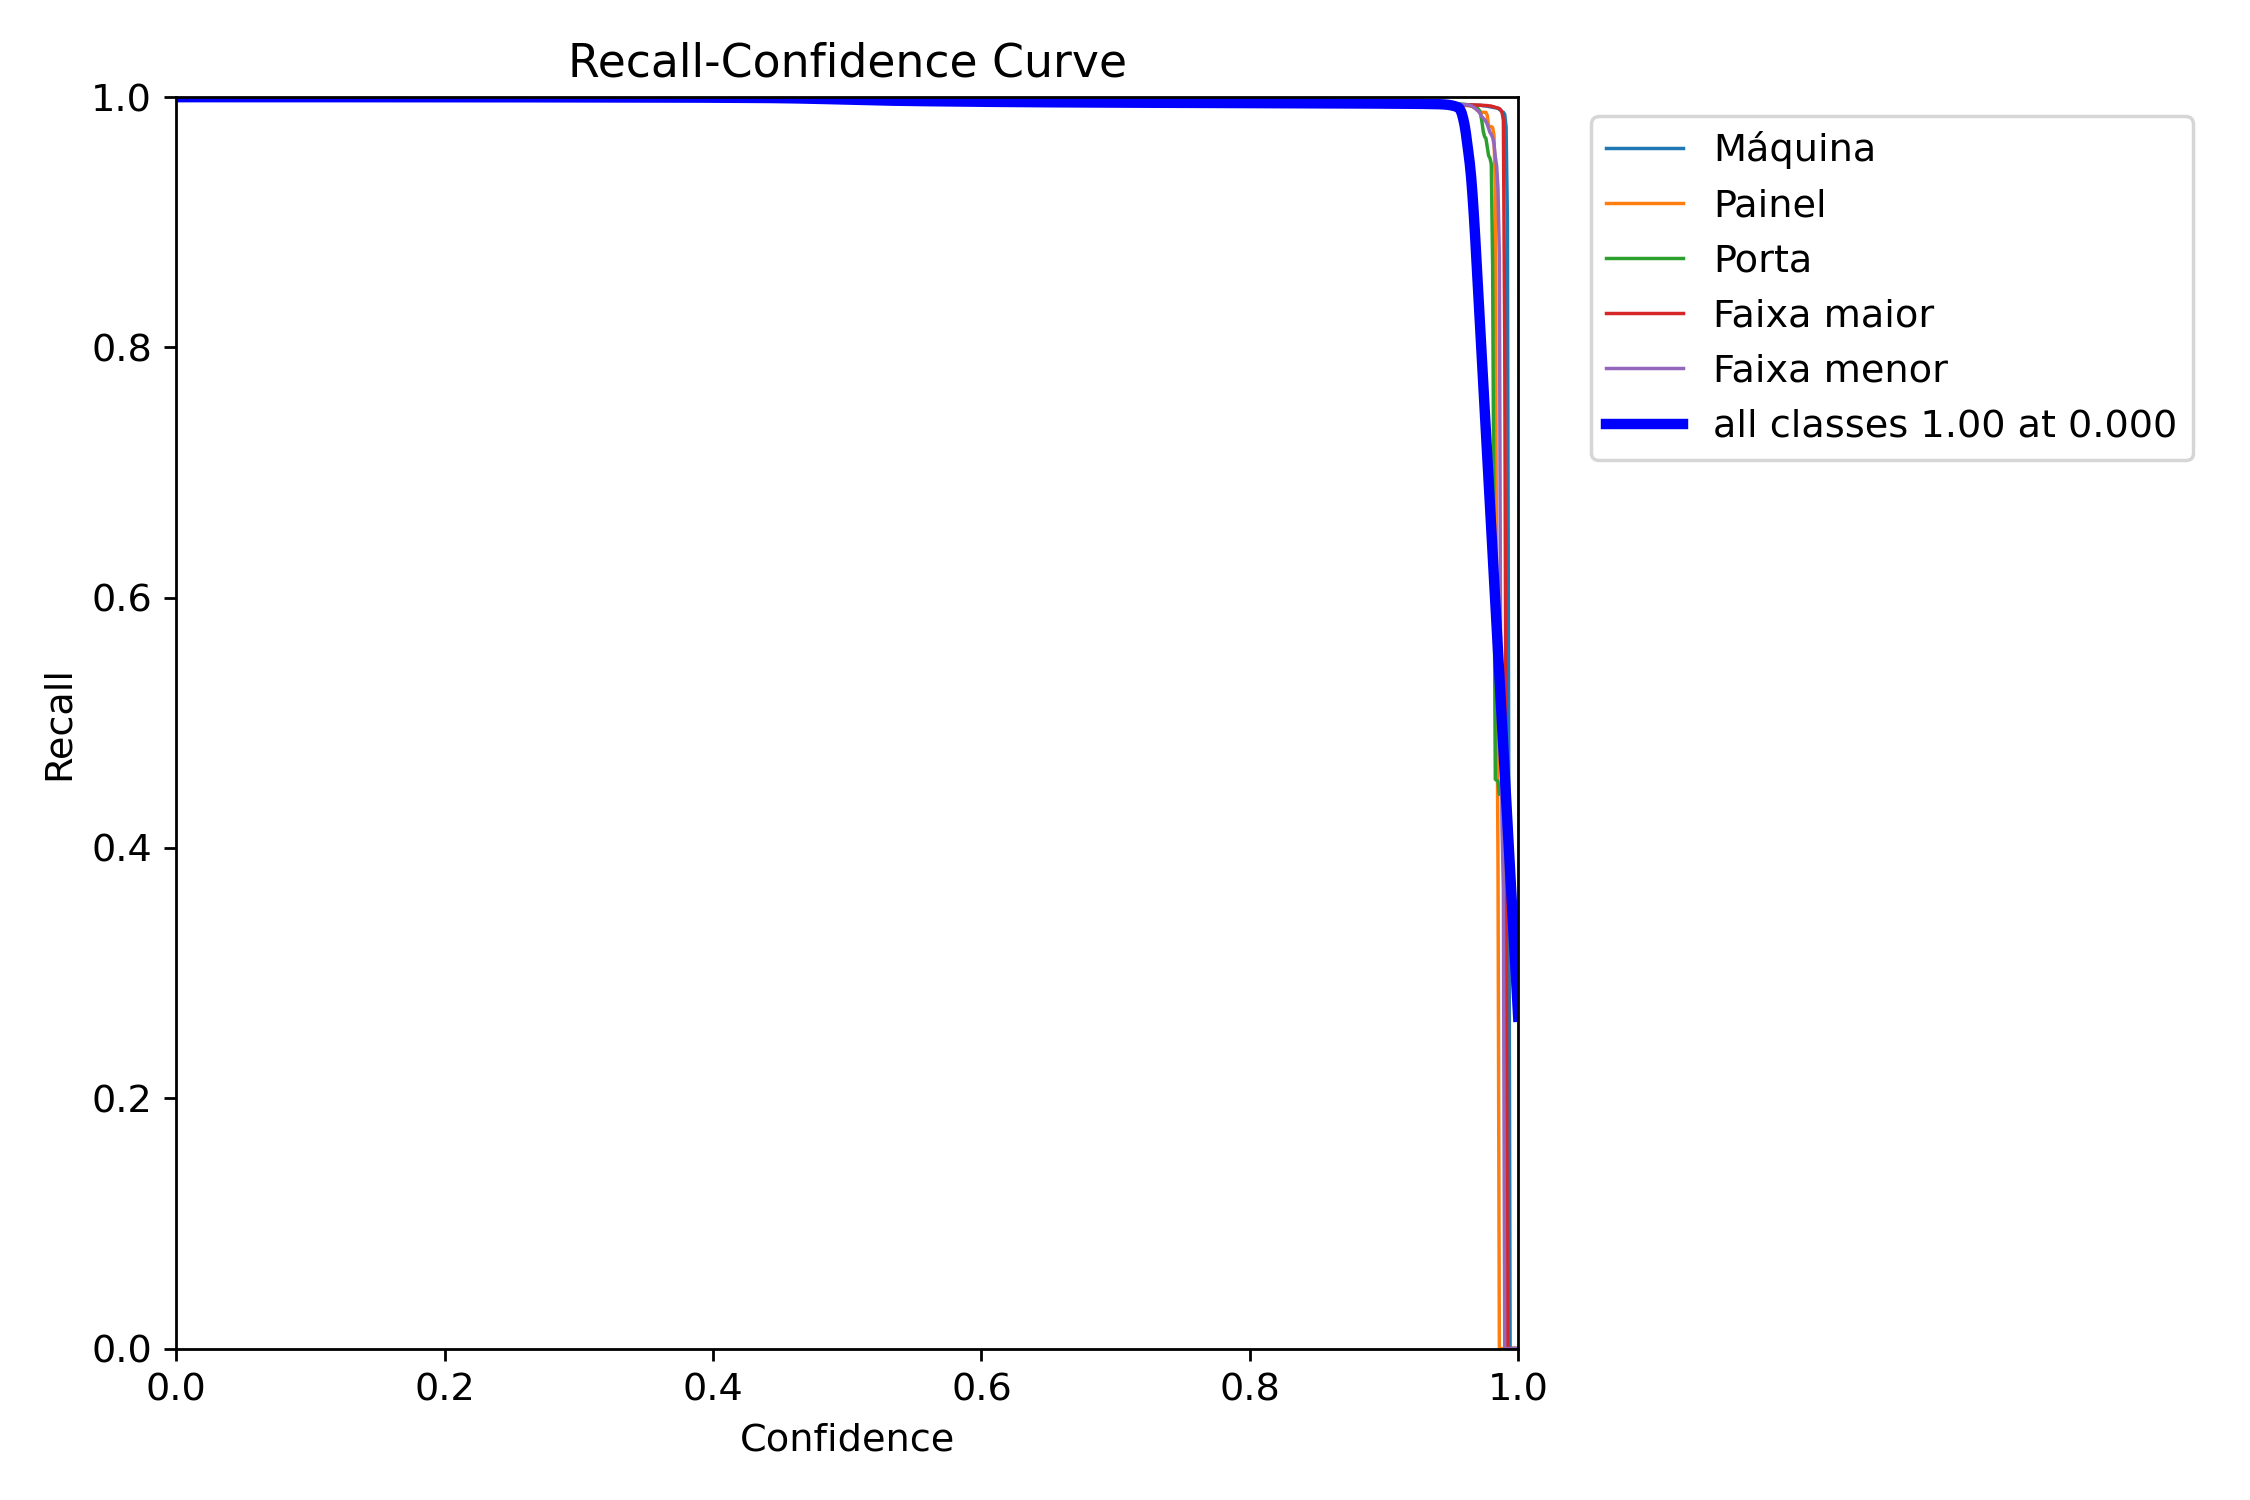 Recall-Confidence Curve
1.0
0.8
0.6
0.4
0.2
0.0
Recall
0.0 0.2 0.4 0.6 0.8 1.0
Confidence
Máquina
Painel
Porta
Faixa maior
Faixa menor
all classes 1.00 at 0.000